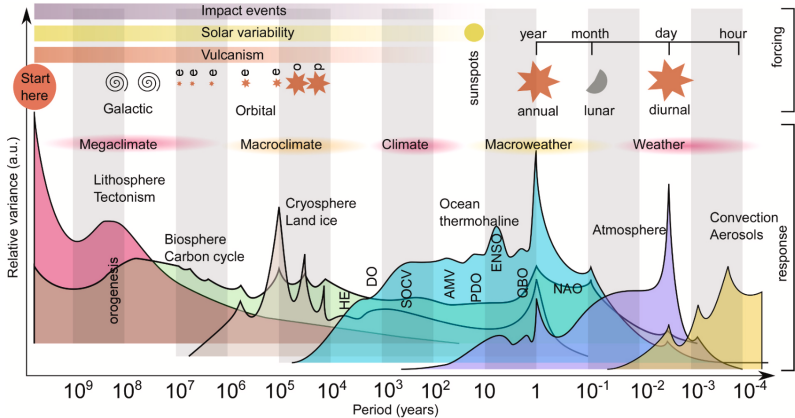 Impact events
Solar variability
Vulcanism
forcing
year month day hour
Start
here
e e e e e o p
sunspots
Galactic
Orbital
annual
lunar
diurnal
Megaclimate
Macroclimate
Climate
Macroweather
Weather
Relative variance (a.u.)
response
Lithosphere
Tectonism
Cryosphere
Land ice
Ocean
thermohaline
Convection
Aerosols
Biosphere
Carbon cycle
Atmosphere
orogenesis
HE
DO
SOCV
AMV
PDO
ENSO
QBO
NAO
10⁹ 10⁸ 10⁷ 10⁶ 10⁵ 10⁴ 10³ 10² 10 1 10⁻¹ 10⁻² 10⁻³ 10⁻⁴
Period (years)